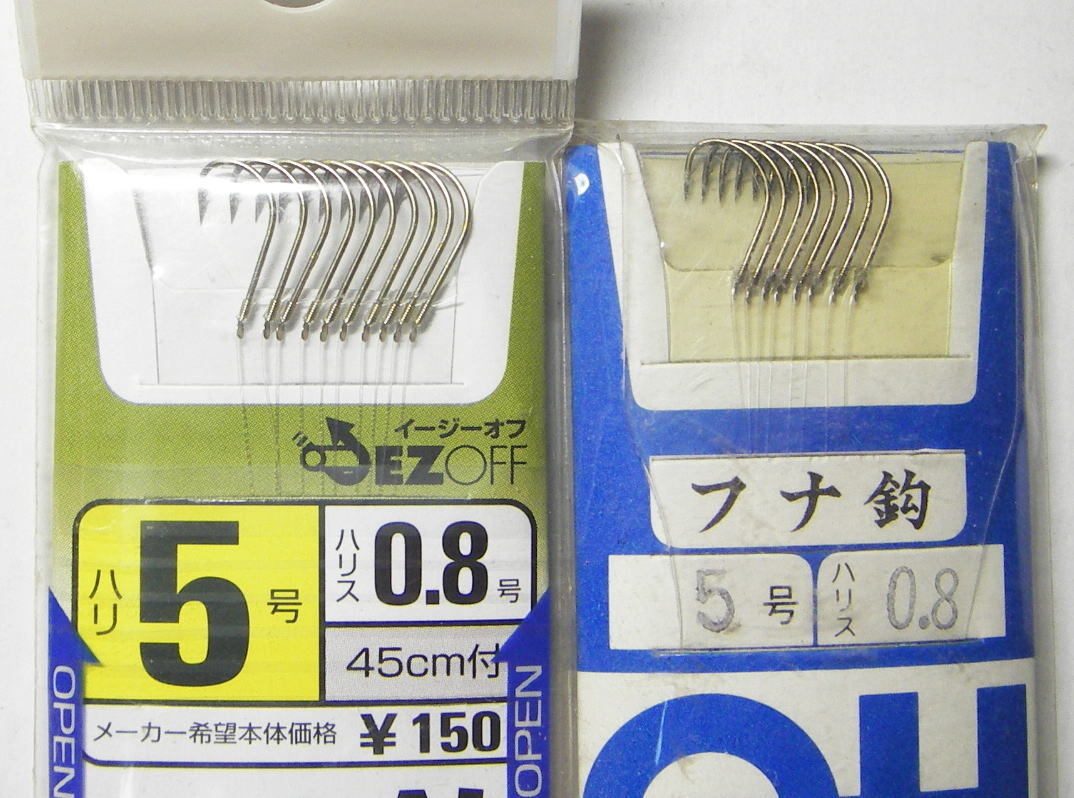 イージーオフ
EZOFF
ハリ 5 号
ハリス 0.8 号
45cm付
メーカー希望本体価格 ¥150
OPEN
OPEN
フナ鈎
5 号
ハリス 0.8